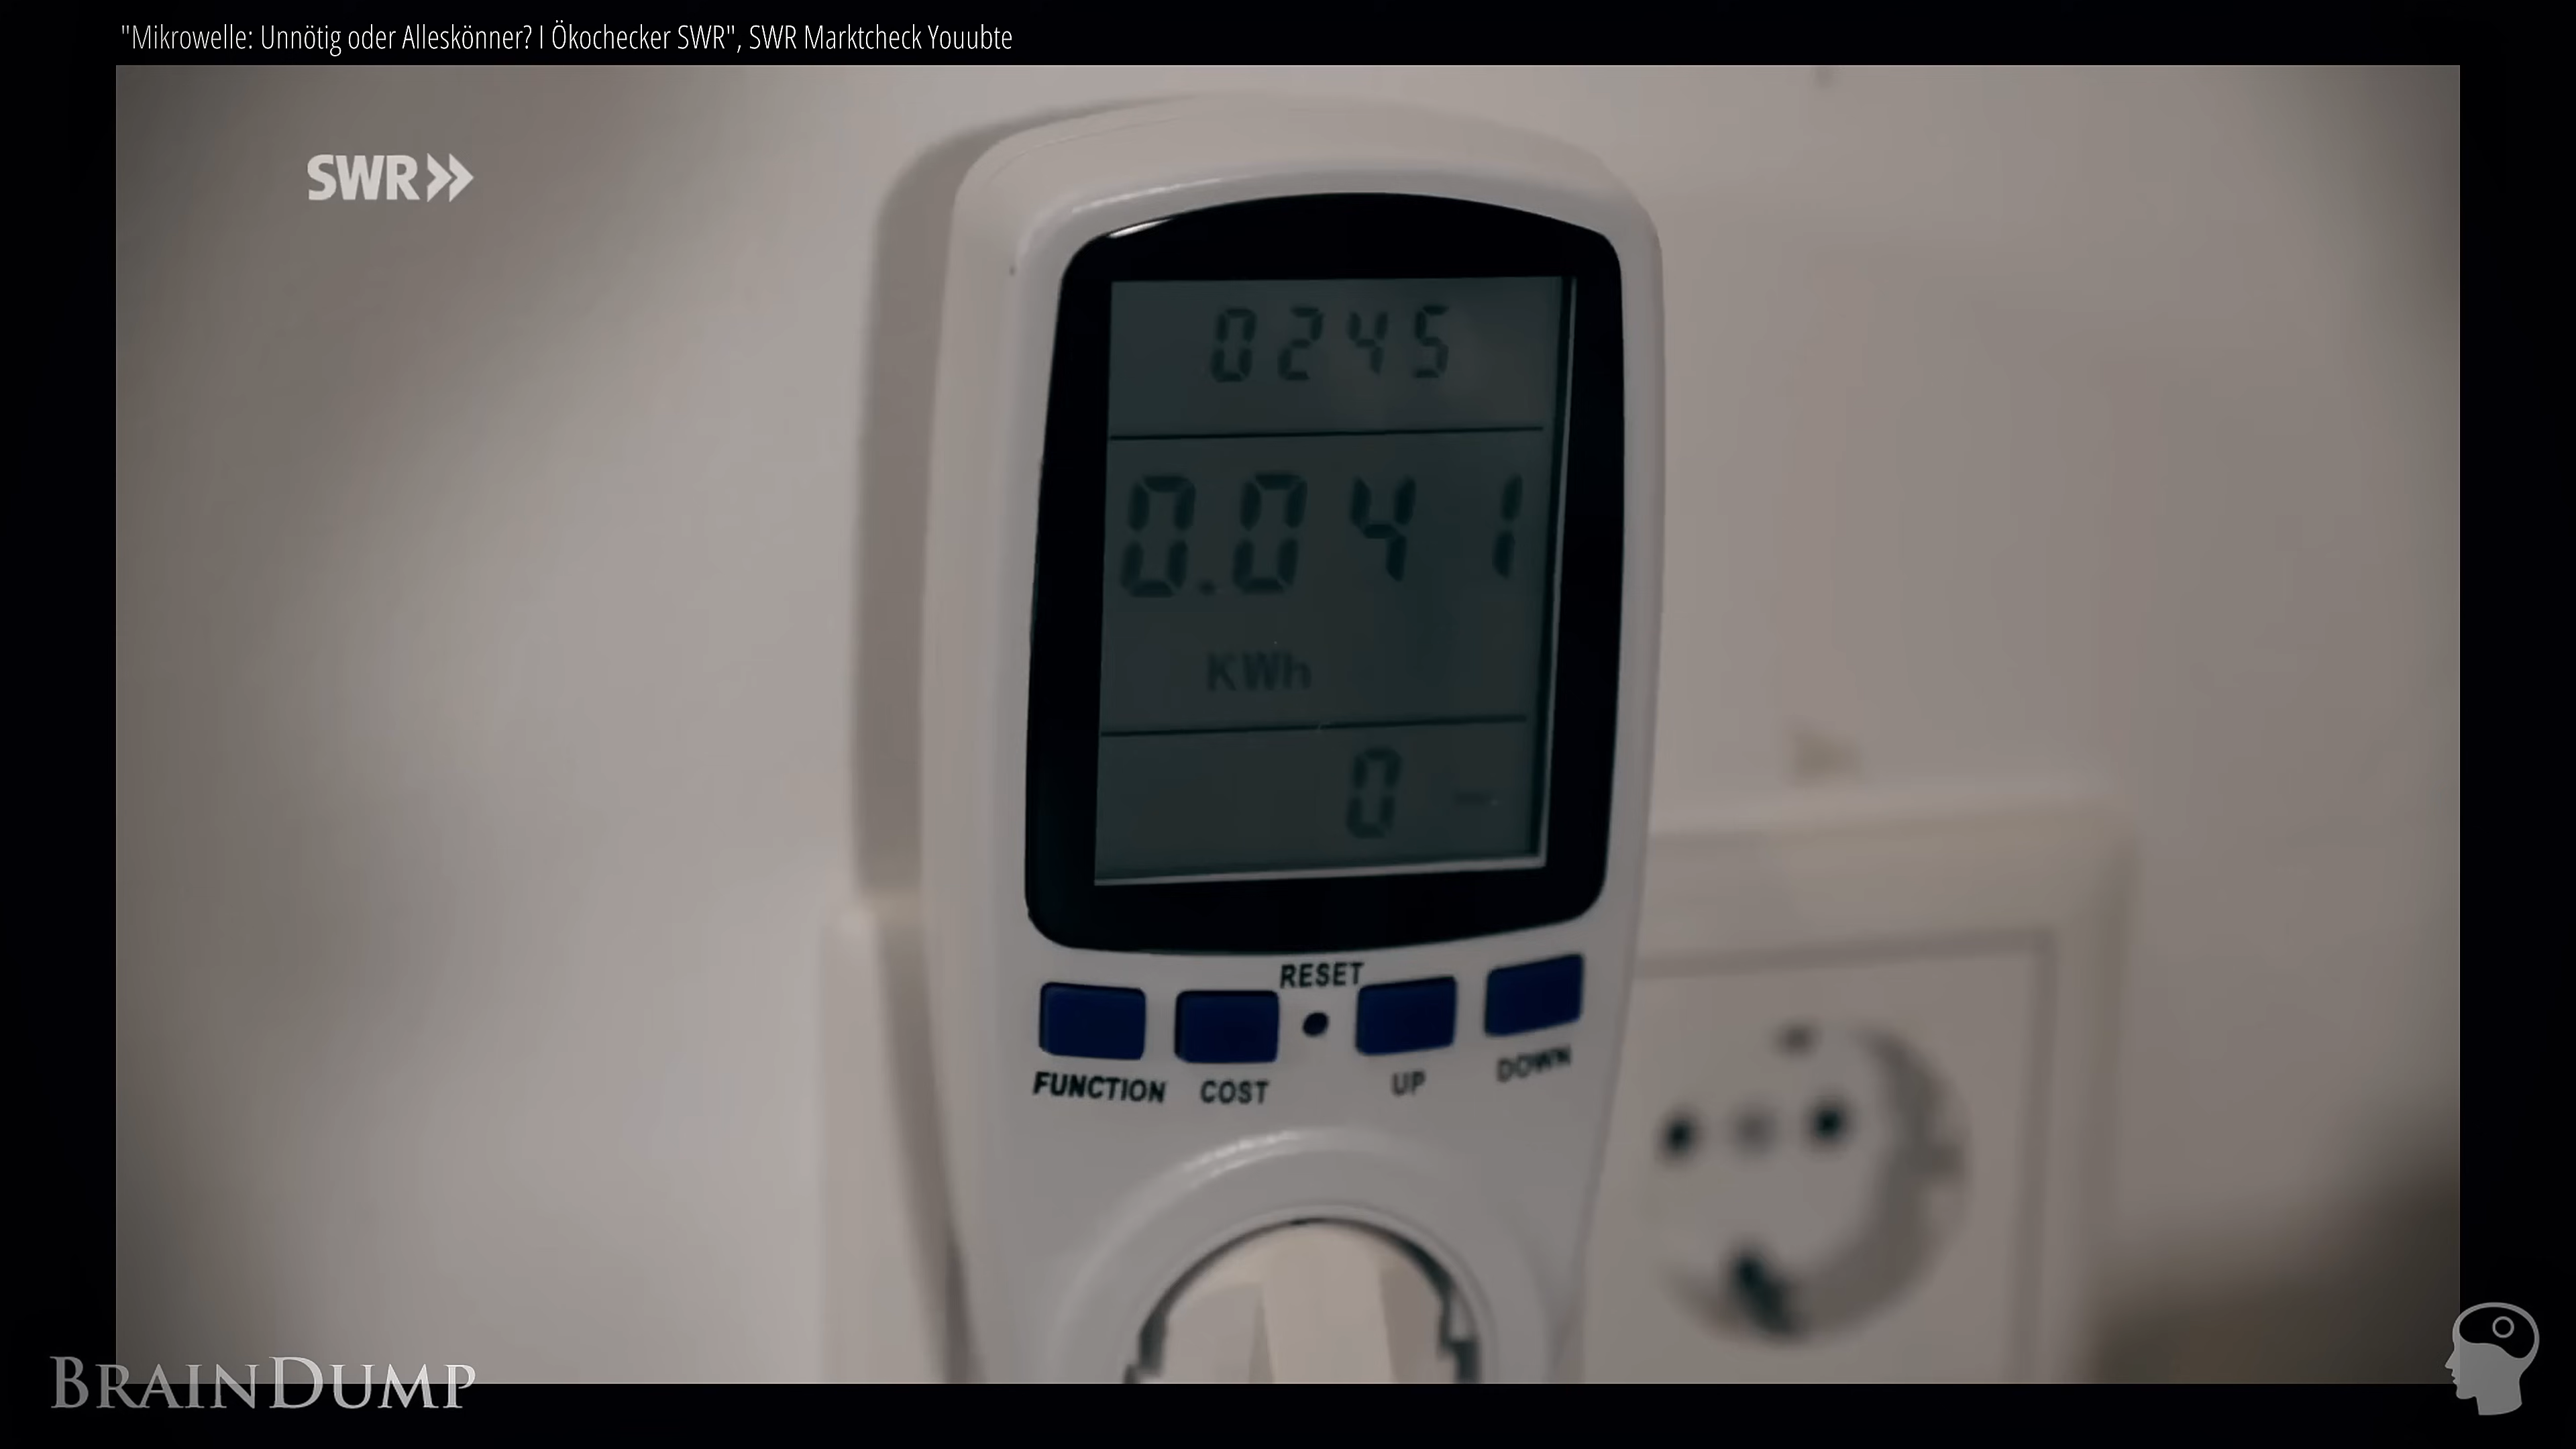 "Mikrowelle: Unnötig oder Alleskönner? I Ökochecker SWR", SWR Marktcheck Youubte
SWR
0245
0.041
KWh
0 -
RESET
FUNCTION COST UP DOWN
BRAINDUMP